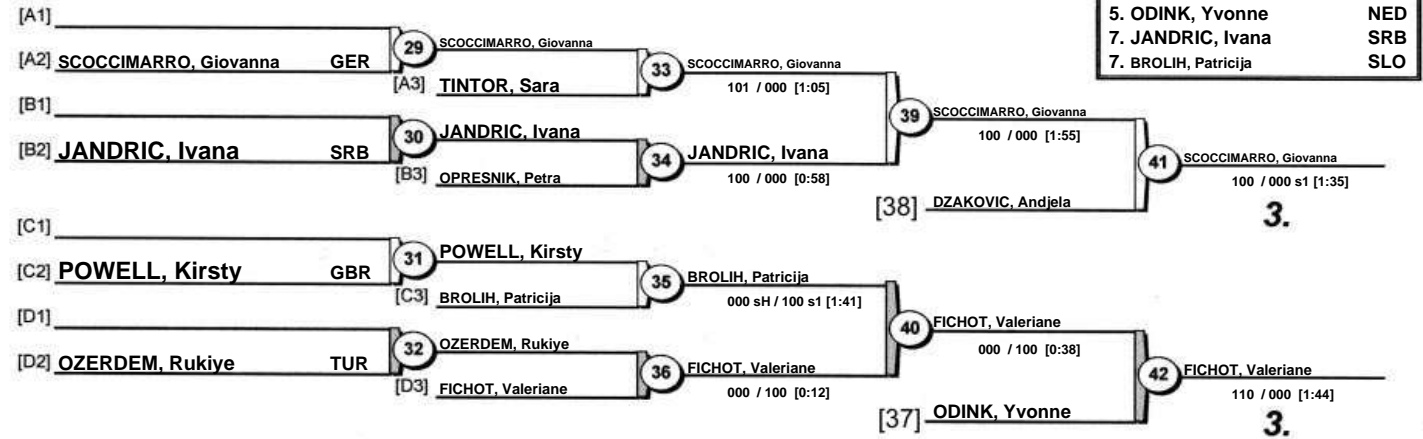 5. ODINK, Yvonne NED
7. JANDRIC, Ivana SRB
7. BROLIH, Patricija SLO
[A1]
[A2] SCOCCIMARRO, Giovanna GER
29
SCOCCIMARRO, Giovanna
[A3] TINTOR, Sara
33
SCOCCIMARRO, Giovanna
101 / 000 [1:05]
[B1]
[B2] JANDRIC, Ivana SRB
30
JANDRIC, Ivana
[B3] OPRESNIK, Petra
34
JANDRIC, Ivana
100 / 000 [0:58]
39
SCOCCIMARRO, Giovanna
100 / 000 [1:55]
[38] DZAKOVIC, Andjela
41
SCOCCIMARRO, Giovanna
100 / 000 s1 [1:35]
3.
[C1]
[C2] POWELL, Kirsty GBR
31
POWELL, Kirsty
[C3] BROLIH, Patricija
35
BROLIH, Patricija
000 sH / 100 s1 [1:41]
[D1]
[D2] OZERDEM, Rukiye TUR
32
OZERDEM, Rukiye
[D3] FICHOT, Valeriane
36
FICHOT, Valeriane
000 / 100 [0:12]
40
FICHOT, Valeriane
000 / 100 [0:38]
[37] ODINK, Yvonne
42
FICHOT, Valeriane
110 / 000 [1:44]
3.